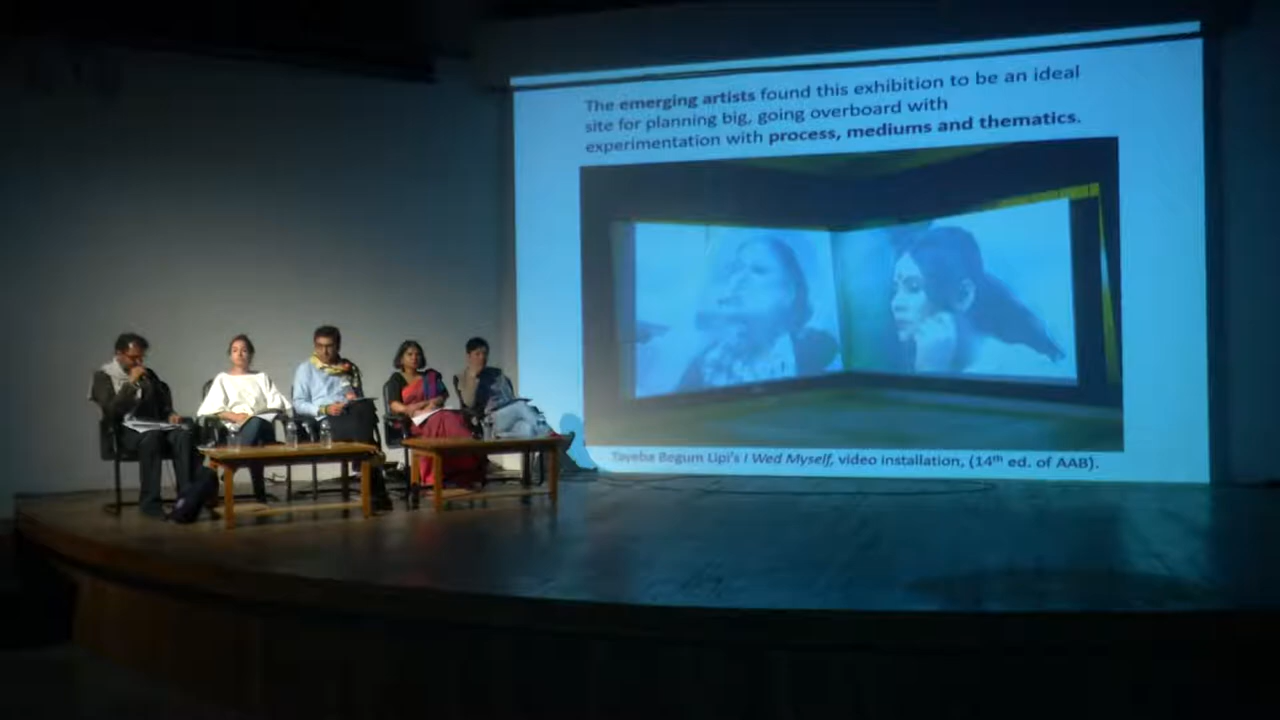 The emerging artists found this exhibition to be an ideal
site for planning big, going overboard with
experimentation with process, mediums and thematics.
Tayeba Begum Lipi's I Wed Myself, video installation, (14th ed. of AAB).